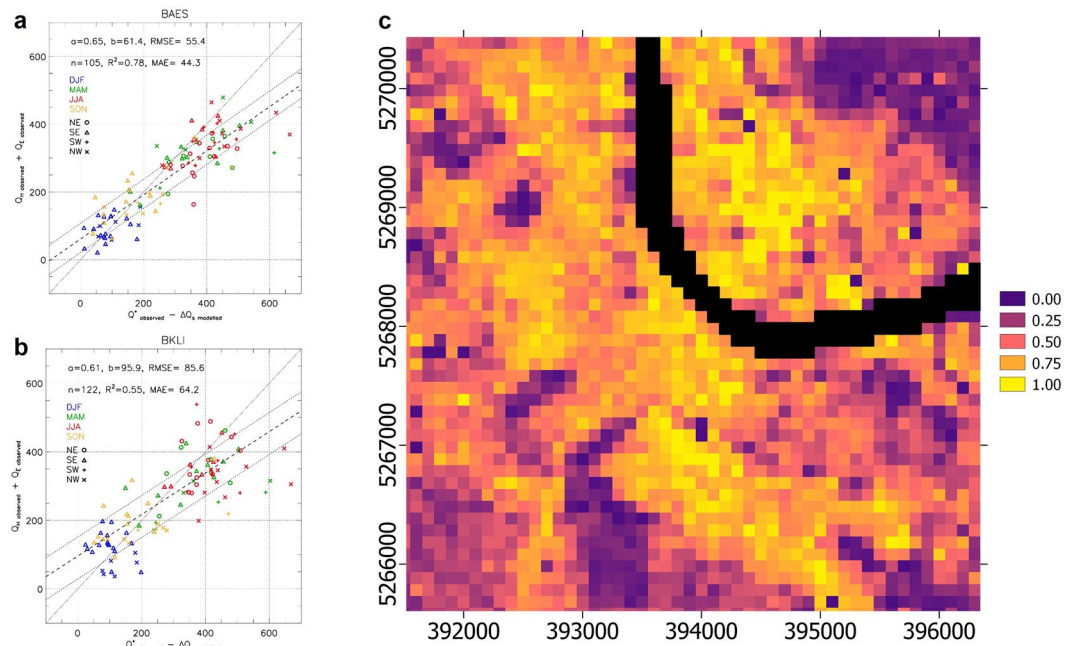 a
BAES
a=0.65, b=61.4, RMSE= 55.4
n=105, R²=0.78, MAE= 44.3
DJF
MAM
JJA
SON
NE
SE
SW
NW
600
400
200
0
0 200 400 600
Q_H observed + Q_E observed
Q* observed − ΔQ_S modelled
b
BKLI
a=0.61, b=95.9, RMSE= 85.6
n=122, R²=0.55, MAE= 64.2
DJF
MAM
JJA
SON
NE
SE
SW
NW
600
400
200
0
0 200 400 600
Q_H observed + Q_E observed
Q* − ΔQ
c
5270000
5269000
5268000
5267000
5266000
392000 393000 394000 395000 396000
0.00
0.25
0.50
0.75
1.00